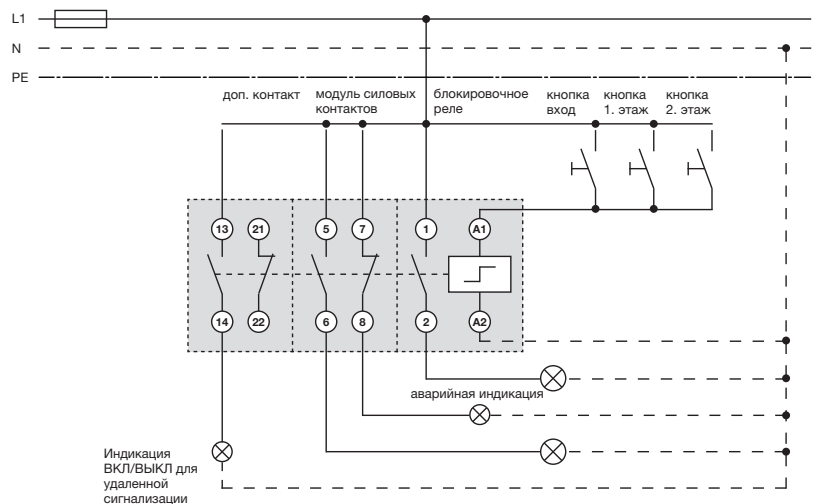 L1
N
PE
доп. контакт
модуль силовых
контактов
блокировочное
реле
кнопка
вход
кнопка
1. этаж
кнопка
2. этаж
13
21
5
7
1
A1
14
22
6
8
2
A2
аварийная индикация
Индикация
ВКЛ/ВЫКЛ для
удаленной
сигнализации